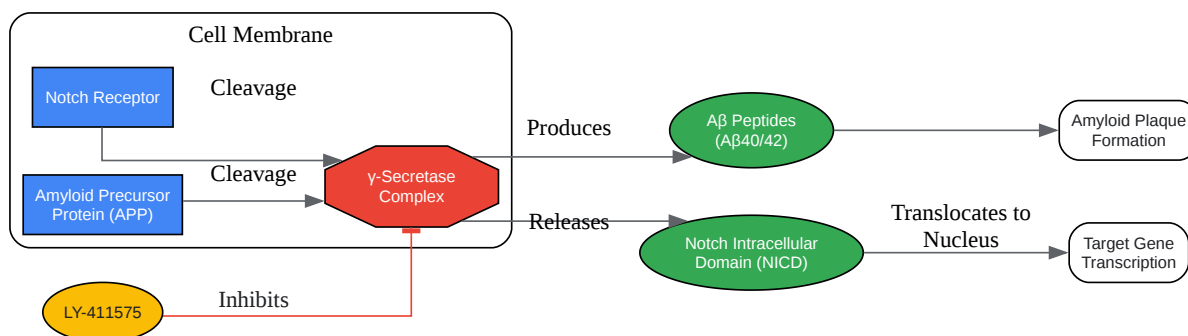 Cell Membrane
Notch Receptor
Cleavage
Amyloid Precursor
Protein (APP)
Cleavage
γ-Secretase
Complex
Produces
Aβ Peptides
(Aβ40/42)
Amyloid Plaque
Formation
Releases
Notch Intracellular
Domain (NICD)
Translocates to
Nucleus
Target Gene
Transcription
LY-411575
Inhibits